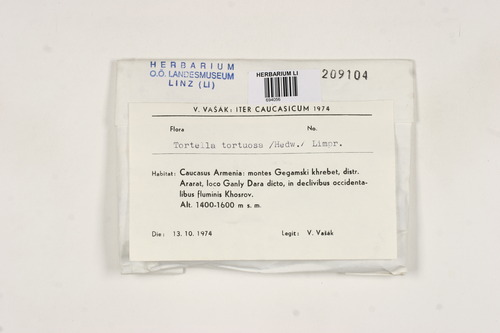 HERBARIUM
O.Ö. LANDESMUSEUM
LINZ (LI)
HERBARIUM LI
209104
V. VAŠÁK: ITER CAUCASICUM 1974
Flora No.
Tortella tortuosa /Hedw./ Limpr.
Habitat: Caucasus Armenia: montes Gegamski khrebet, distr.
Ararat, loco Ganly Dara dicto, in declivibus occidenta-
libus fluminis Khosrov.
Alt. 1400-1600 m s. m.
Die: 13. 10. 1974 Legit: V. Vašák